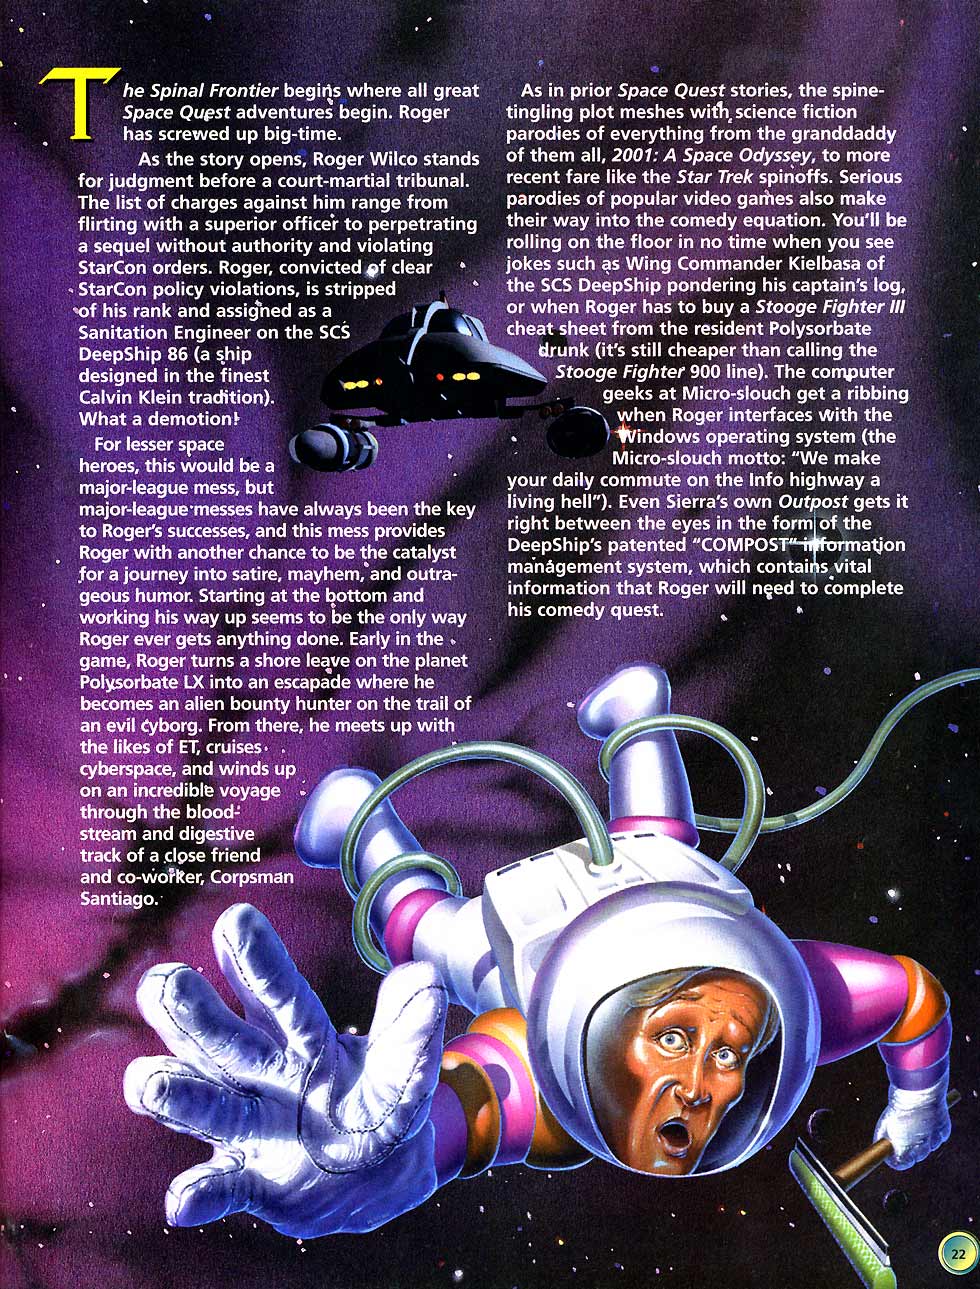 The Spinal Frontier begins where all great
Space Quest adventures begin. Roger
has screwed up big-time.
As the story opens, Roger Wilco stands
for judgment before a court-martial tribunal.
The list of charges against him range from
flirting with a superior officer to perpetrating
a sequel without authority and violating
StarCon orders. Roger, convicted of clear
StarCon policy violations, is stripped
of his rank and assigned as a
Sanitation Engineer on the SCS
DeepShip 86 (a ship
designed in the finest
Calvin Klein tradition).
What a demotion!
For lesser space
heroes, this would be a
major-league mess, but
major-league messes have always been the key
to Roger's successes, and this mess provides
Roger with another chance to be the catalyst
for a journey into satire, mayhem, and outra-
geous humor. Starting at the bottom and
working his way up seems to be the only way
Roger ever gets anything done. Early in the
game, Roger turns a shore leave on the planet
Polysorbate LX into an escapade where he
becomes an alien bounty hunter on the trail of
an evil cyborg. From there, he meets up with
the likes of ET, cruises
cyberspace, and winds up
on an incredible voyage
through the blood-
stream and digestive
track of a close friend
and co-worker, Corpsman
Santiago.
As in prior Space Quest stories, the spine-
tingling plot meshes with science fiction
parodies of everything from the granddaddy
of them all, 2001: A Space Odyssey, to more
recent fare like the Star Trek spinoffs. Serious
parodies of popular video games also make
their way into the comedy equation. You'll be
rolling on the floor in no time when you see
jokes such as Wing Commander Kielbasa of
the SCS DeepShip pondering his captain's log,
or when Roger has to buy a Stooge Fighter III
cheat sheet from the resident Polysorbate
drunk (it's still cheaper than calling the
Stooge Fighter 900 line). The computer
geeks at Micro-slouch get a ribbing
when Roger interfaces with the
Windows operating system (the
Micro-slouch motto: “We make
your daily commute on the Info highway a
living hell”). Even Sierra's own Outpost gets it
right between the eyes in the form of the
DeepShip's patented “COMPOST“ information
management system, which contains vital
information that Roger will need to complete
his comedy quest.
22